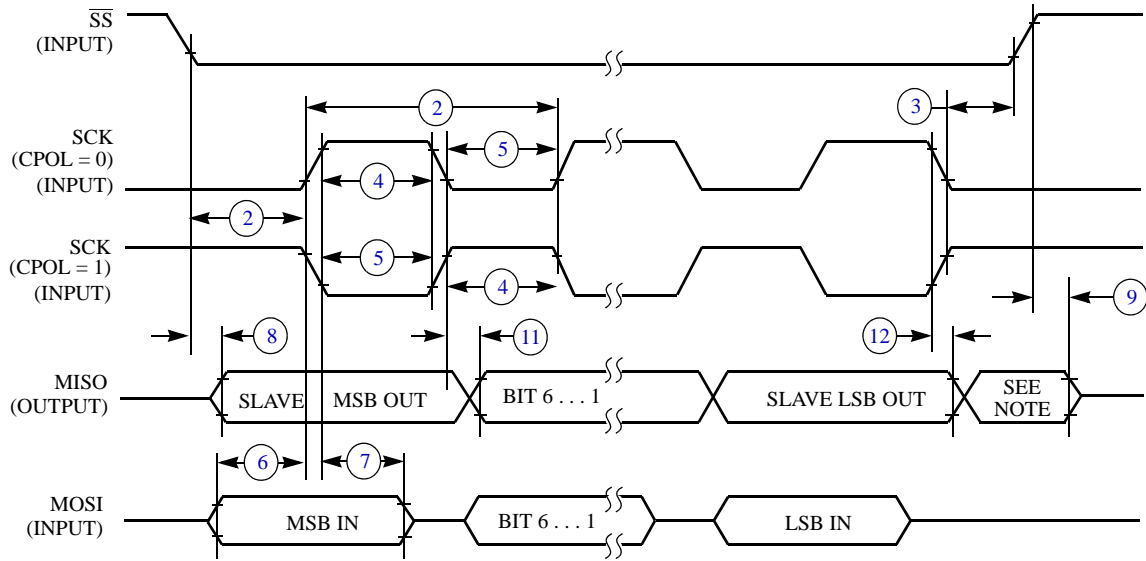 SS
(INPUT)
2
3
SCK
(CPOL = 0)
(INPUT)
5
4
2
SCK
(CPOL = 1)
(INPUT)
5
4
9
8
11
12
MISO
(OUTPUT)
SLAVE MSB OUT
BIT 6 . . . 1
SLAVE LSB OUT
SEE
NOTE
6
7
MOSI
(INPUT)
MSB IN
BIT 6 . . . 1
LSB IN